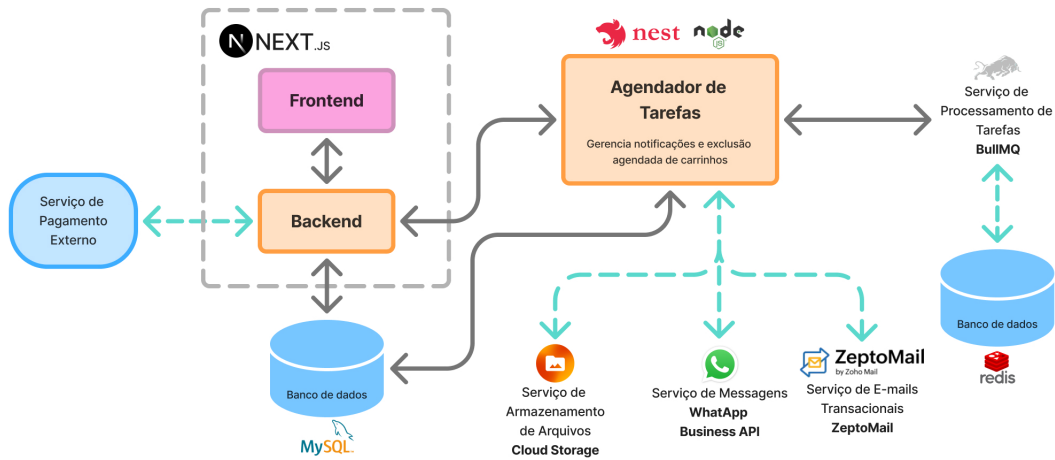 NEXT.JS
Frontend
Backend
Serviço de
Pagamento
Externo
Banco de dados
MySQL
nest
node
JS
Agendador de
Tarefas
Gerencia notificações e exclusão
agendada de carrinhos
Serviço de
Processamento de
Tarefas
BullMQ
Banco de dados
redis
Serviço de
Armazenamento
de Arquivos
Cloud Storage
Serviço de Messagens
WhatApp
Business API
ZeptoMail
by Zoho Mail
Serviço de E-mails
Transacionais
ZeptoMail